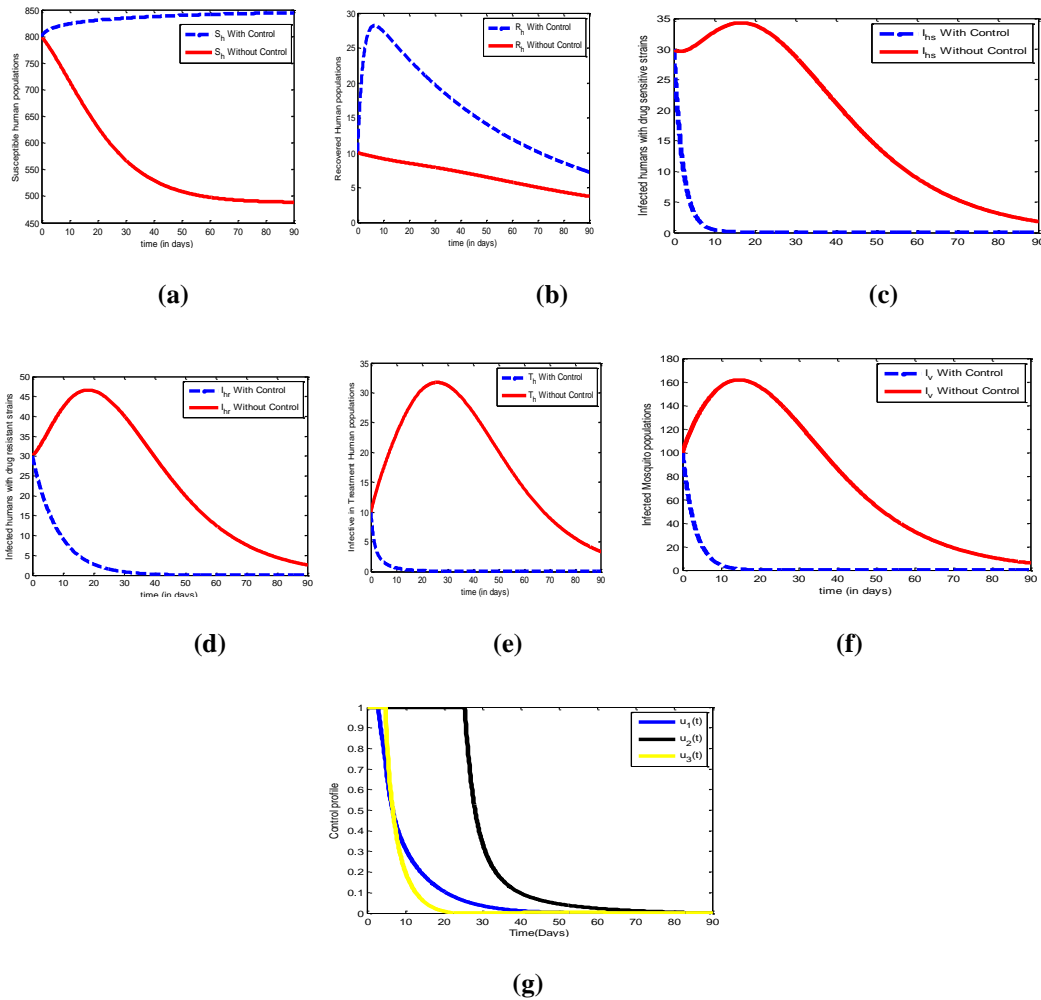 850
800
750
700
650
600
550
500
450
0 10 20 30 40 50 60 70 80 90
Susceptible human populations
time (in days)
S_h With Control
S_h Without Control
(a)
30
25
20
15
10
5
0
0 10 20 30 40 50 60 70 80 90
Recovered Human populations
time (in days)
R_h With Control
R_h Without Control
(b)
35
30
25
20
15
10
5
0
0 10 20 30 40 50 60 70 80 90
Infected humans with drug sensitive strains
I_hs With Control
I_hs Without Control
(c)
50
45
40
35
30
25
20
15
10
5
0
0 10 20 30 40 50 60 70 80 90
Infected humans with drug resistant strains
time (in days)
I_hr With Control
I_hr Without Control
(d)
35
30
25
20
15
10
5
0
0 10 20 30 40 50 60 70 80 90
Infective in Treatment Human populations
time (in days)
T_h With Control
T_h Without Control
(e)
180
160
140
120
100
80
60
40
20
0
0 10 20 30 40 50 60 70 80 90
Infected Mosquito populations
time (in days)
I_v With Control
I_v Without Control
(f)
1
0.9
0.8
0.7
0.6
0.5
0.4
0.3
0.2
0.1
0
0 10 20 30 40 50 60 70 80 90
Control profile
Time(Days)
u_1(t)
u_2(t)
u_3(t)
(g)